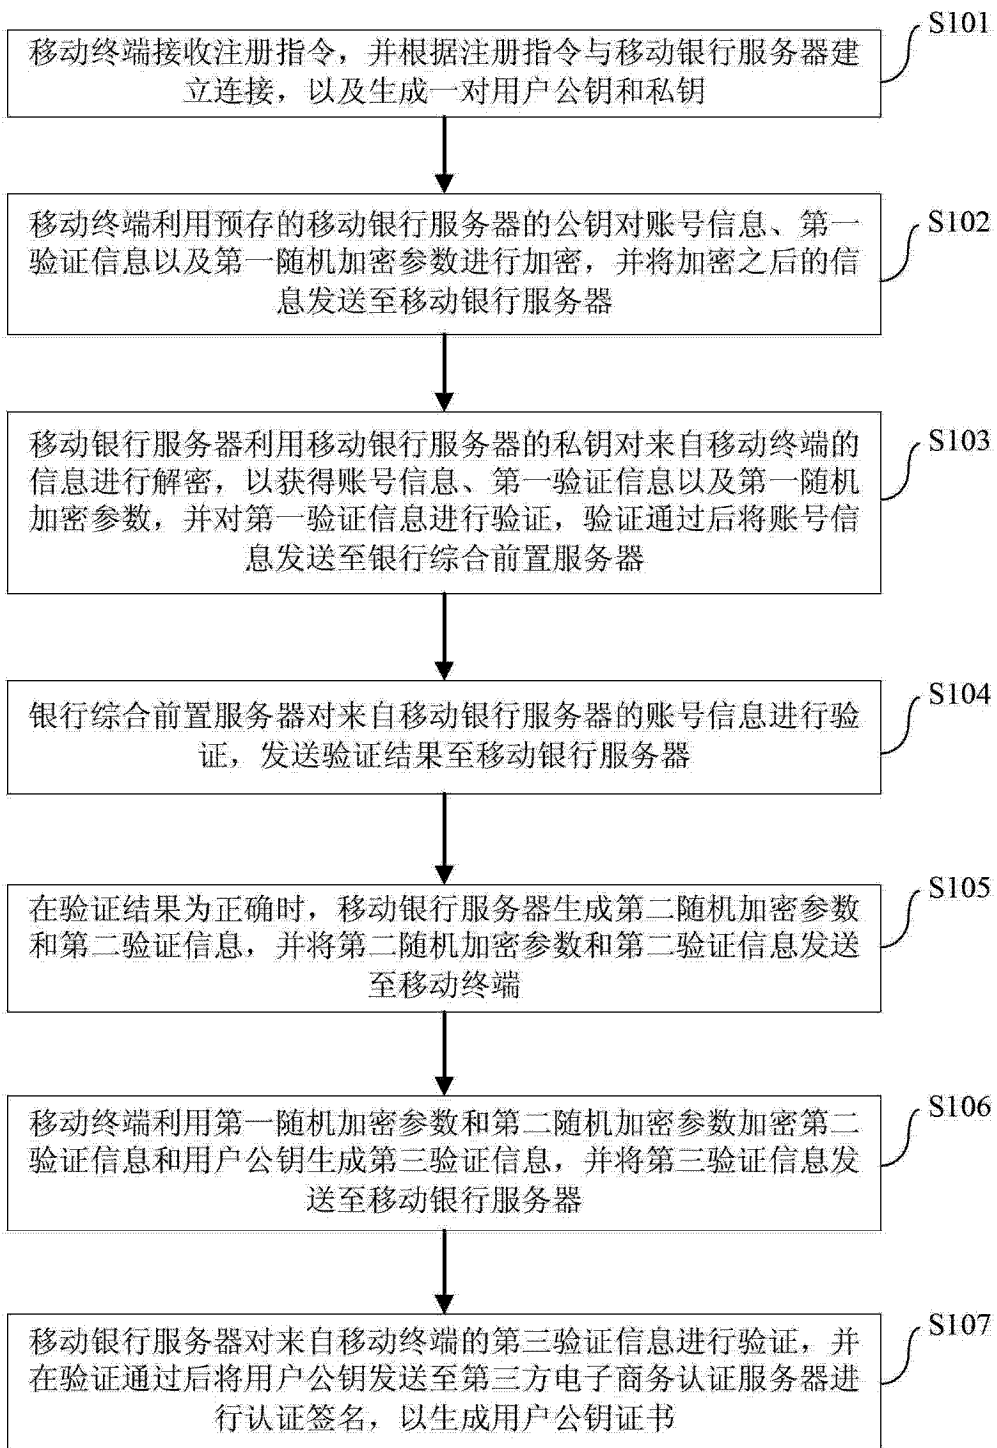 S101
移动终端接收注册指令，并根据注册指令与移动银行服务器建
立连接，以及生成一对用户公钥和私钥
S102
移动终端利用预存的移动银行服务器的公钥对账号信息、第一
验证信息以及第一随机加密参数进行加密，并将加密之后的信
息发送至移动银行服务器
S103
移动银行服务器利用移动银行服务器的私钥对来自移动终端的
信息进行解密，以获得账号信息、第一验证信息以及第一随机
加密参数，并对第一验证信息进行验证，验证通过后将账号信
息发送至银行综合前置服务器
S104
银行综合前置服务器对来自移动银行服务器的账号信息进行验
证，发送验证结果至移动银行服务器
S105
在验证结果为正确时，移动银行服务器生成第二随机加密参数
和第二验证信息，并将第二随机加密参数和第二验证信息发送
至移动终端
S106
移动终端利用第一随机加密参数和第二随机加密参数加密第二
验证信息和用户公钥生成第三验证信息，并将第三验证信息发
送至移动银行服务器
S107
移动银行服务器对来自移动终端的第三验证信息进行验证，并
在验证通过后将用户公钥发送至第三方电子商务认证服务器进
行认证签名，以生成用户公钥证书